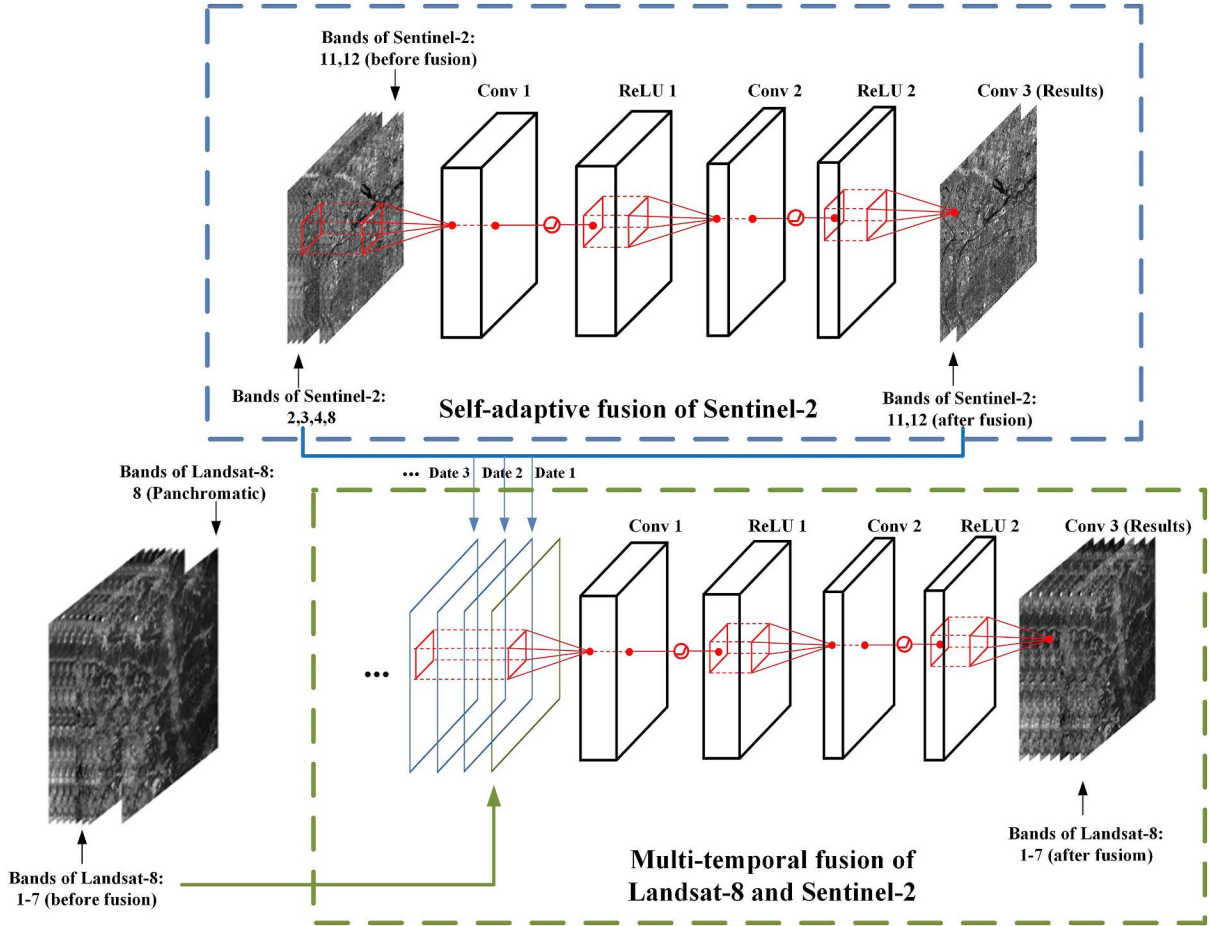 Bands of Sentinel-2:
11,12 (before fusion)
Conv 1
ReLU 1
Conv 2
ReLU 2
Conv 3 (Results)
Bands of Sentinel-2:
2,3,4,8
Self-adaptive fusion of Sentinel-2
Bands of Sentinel-2:
11,12 (after fusion)
Bands of Landsat-8:
8 (Panchromatic)
... Date 3 Date 2 Date 1
Conv 1
ReLU 1
Conv 2
ReLU 2
Conv 3 (Results)
...
Bands of Landsat-8:
1-7 (before fusion)
Multi-temporal fusion of
Landsat-8 and Sentinel-2
Bands of Landsat-8:
1-7 (after fusiom)